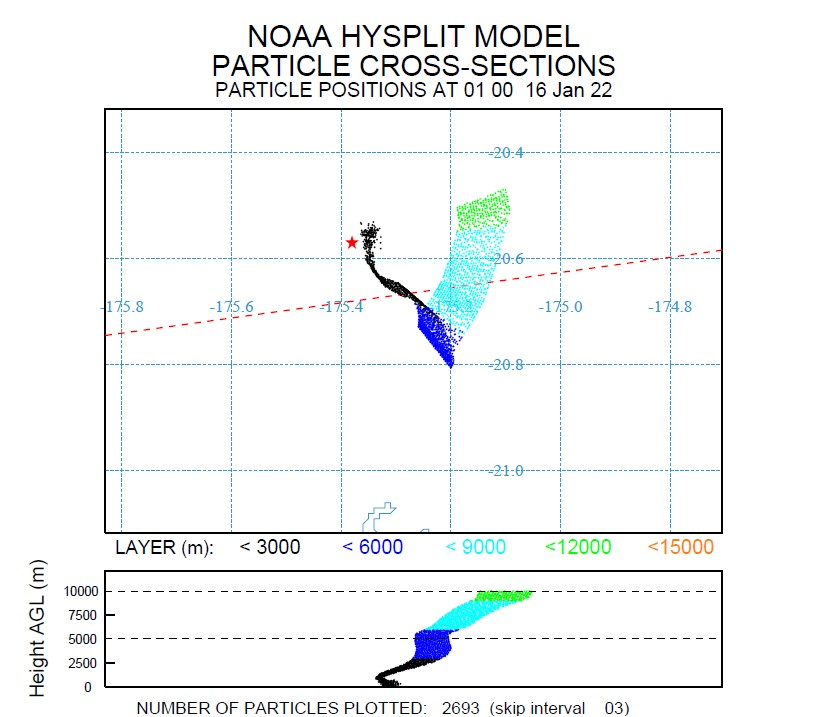 NOAA HYSPLIT MODEL
PARTICLE CROSS-SECTIONS
PARTICLE POSITIONS AT 01 00 16 Jan 22
-20.4
-20.6
-175.8 -175.6 -175.4 -175.0 -174.8
-20.8
-21.0
LAYER (m): < 3000 < 6000 < 9000 <12000 <15000
Height AGL (m)
10000
7500
5000
2500
0
NUMBER OF PARTICLES PLOTTED: 2693 (skip interval 03)